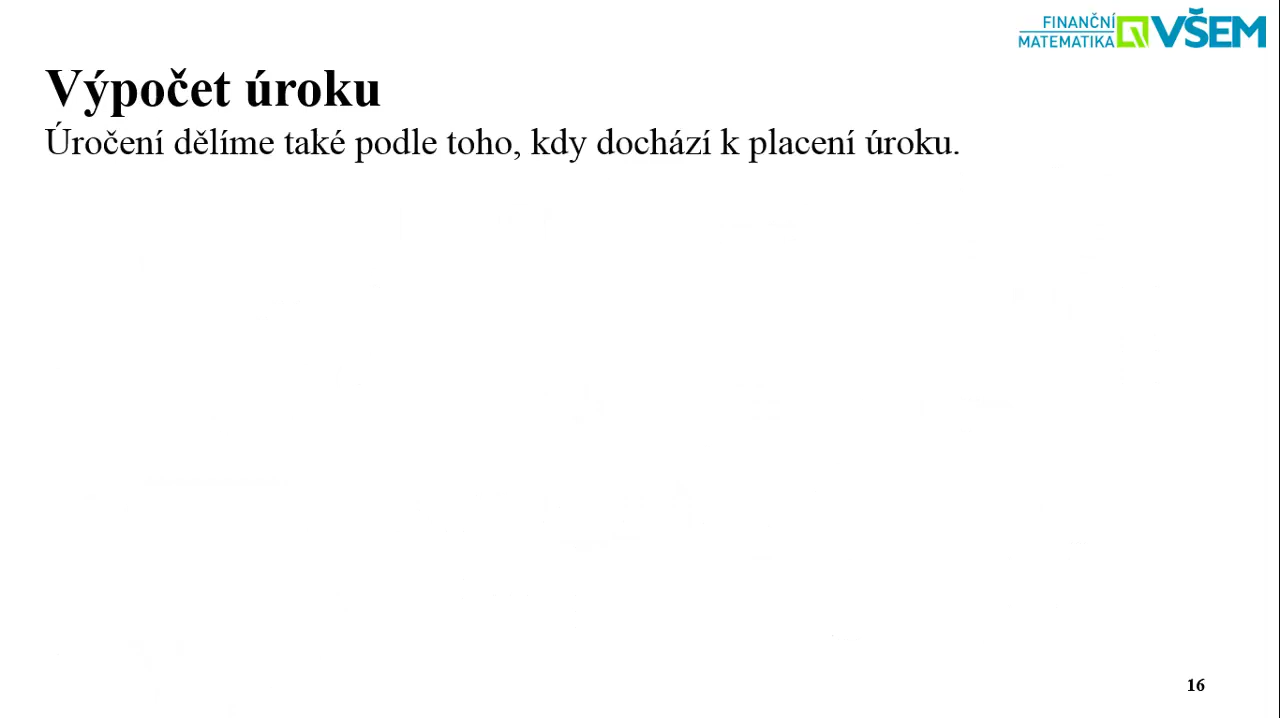 FINANČNÍ
MATEMATIKA VŠEM
Výpočet úroku
Úročení dělíme také podle toho, kdy dochází k placení úroku.
16